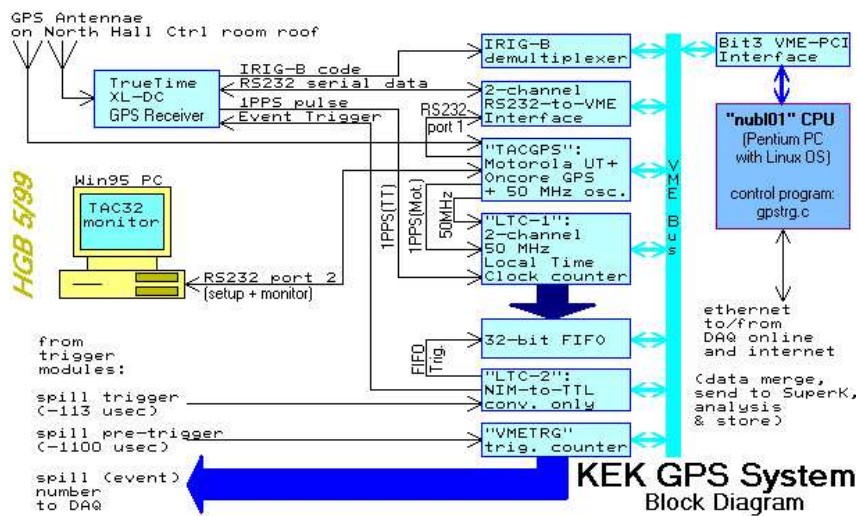 GPS Antennae
on North Hall Ctrl room roof
TrueTime
XL-DC
GPS Receiver
IRIG-B code
RS232 serial data
1PPS pulse
Event Trigger
IRIG-B
demultiplexer
2-channel
RS232-to-VME
Interface
RS232
port 1
"TACGPS":
Motorola UT+
Oncore GPS
+ 50 MHz osc.
1PPS(TT)
1PPS(Mot.)
50MHz
"LTC-1":
2-channel
50 MHz
Local Time
Clock counter
32-bit FIFO
FIFO
Trig.
"LTC-2":
NIM-to-TTL
conv. only
"VMETRG"
trig. counter
VME Bus
Bit3 VME-PCI
Interface
"nubl01" CPU
(Pentium PC
with Linux OS)
control program:
gpstrg.c
ethernet
to/from
DAQ online
and internet
(data merge,
send to SuperK,
analysis
& store)
HGB 5/99
Win95 PC
TAC32
monitor
RS232 port 2
(setup + monitor)
from
trigger
modules:
spill trigger
(-113 usec)
spill pre-trigger
(-1100 usec)
spill (event)
number
to DAQ
KEK GPS System
Block Diagram